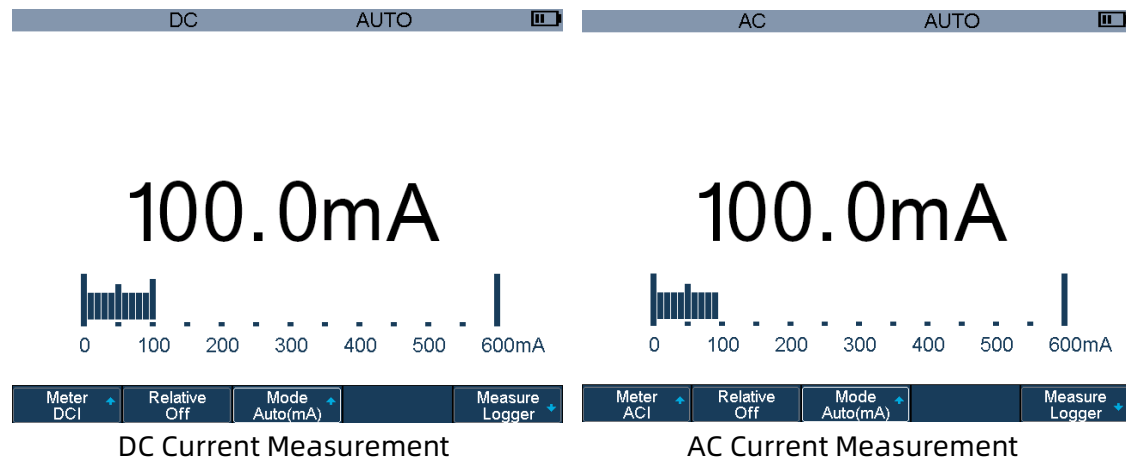 DC AUTO
100.0mA
0 100 200 300 400 500 600mA
Meter DCI Relative Off Mode Auto(mA) Measure Logger
DC Current Measurement
AC AUTO
100.0mA
0 100 200 300 400 500 600mA
Meter ACI Relative Off Mode Auto(mA) Measure Logger
AC Current Measurement